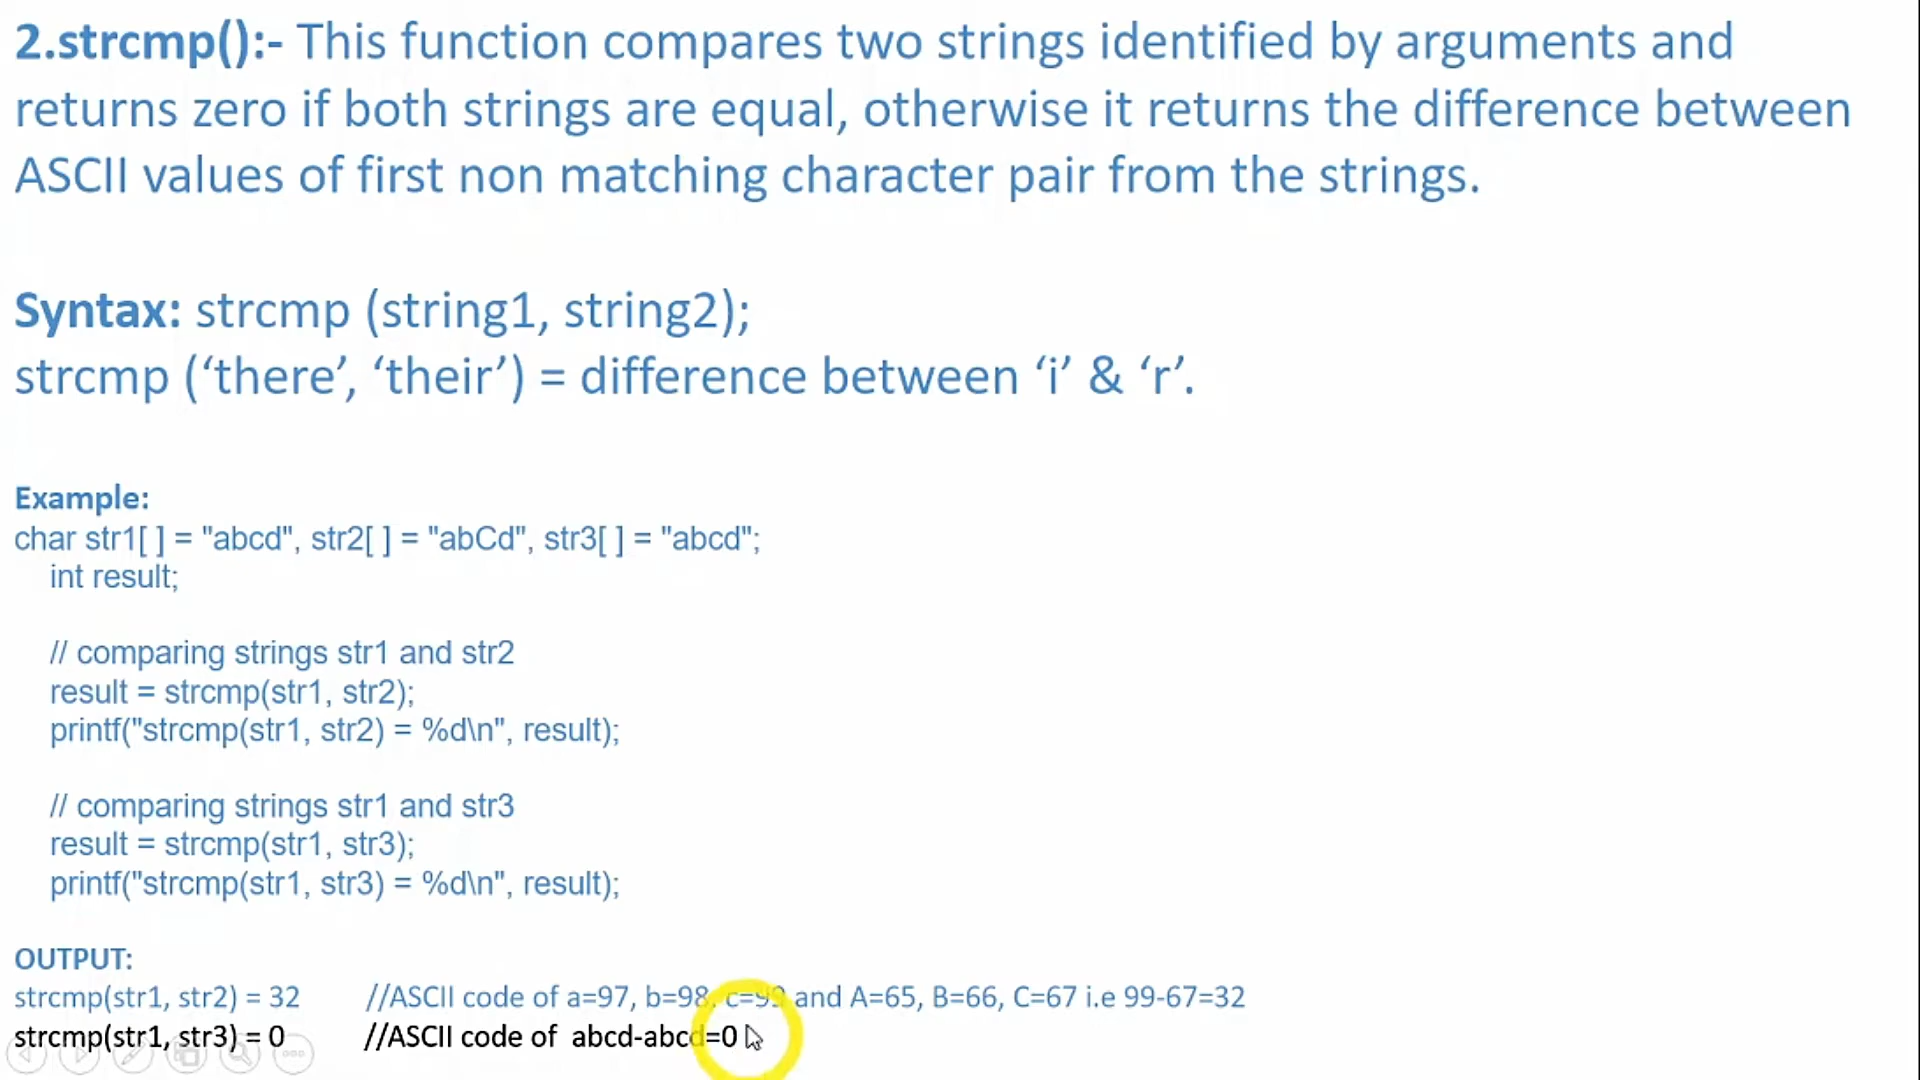 2.strcmp():- This function compares two strings identified by arguments and
returns zero if both strings are equal, otherwise it returns the difference between
ASCII values of first non matching character pair from the strings.
Syntax: strcmp (string1, string2);
strcmp (‘there’, ‘their’) = difference between ‘i’ & ‘r’.
Example:
char str1[ ] = "abcd", str2[ ] = "abCd", str3[ ] = "abcd";
int result;
// comparing strings str1 and str2
result = strcmp(str1, str2);
printf("strcmp(str1, str2) = %d\n", result);
// comparing strings str1 and str3
result = strcmp(str1, str3);
printf("strcmp(str1, str3) = %d\n", result);
OUTPUT:
strcmp(str1, str2) = 32 //ASCII code of a=97, b=98, c=99 and A=65, B=66, C=67 i.e 99-67=32
strcmp(str1, str3) = 0 //ASCII code of abcd-abcd=0